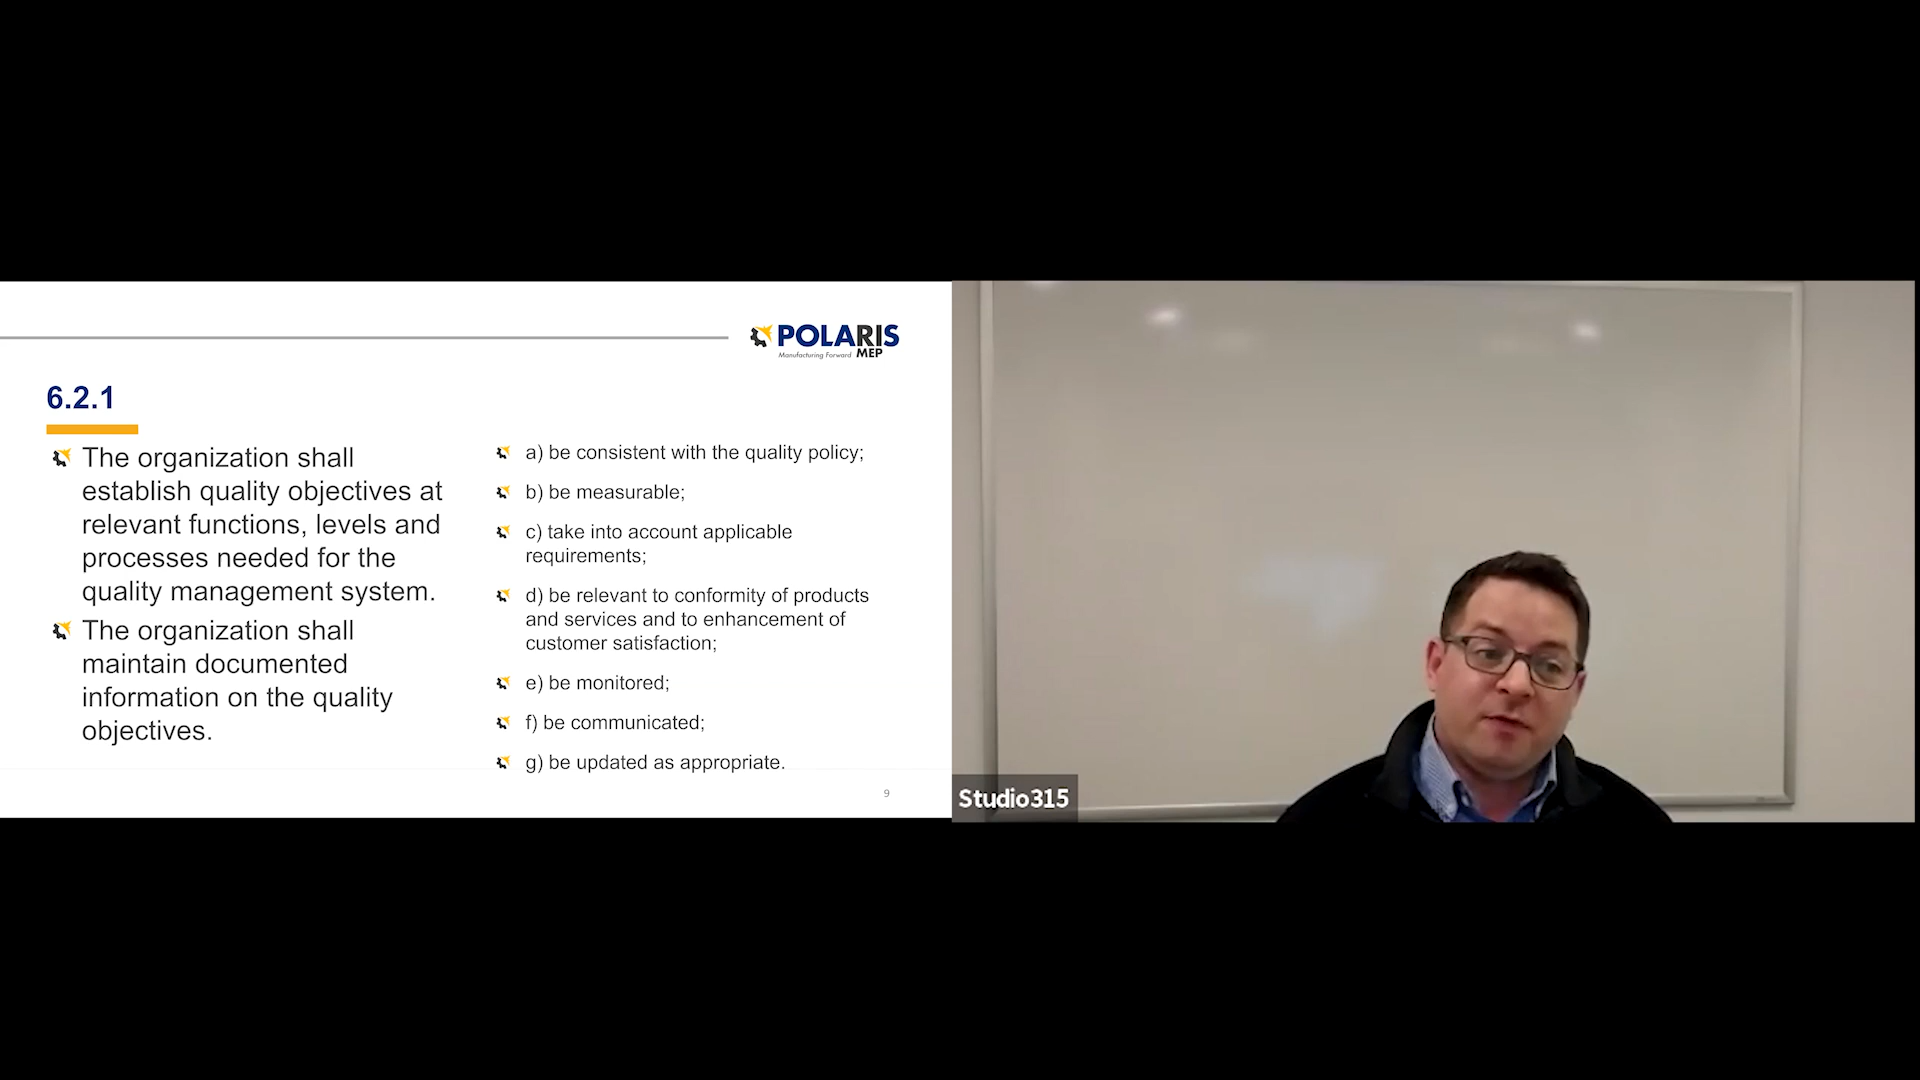 POLARIS
Manufacturing Forward MEP
6.2.1
The organization shall
establish quality objectives at
relevant functions, levels and
processes needed for the
quality management system.
The organization shall
maintain documented
information on the quality
objectives.
a) be consistent with the quality policy;
b) be measurable;
c) take into account applicable
requirements;
d) be relevant to conformity of products
and services and to enhancement of
customer satisfaction;
e) be monitored;
f) be communicated;
g) be updated as appropriate.
9
Studio315